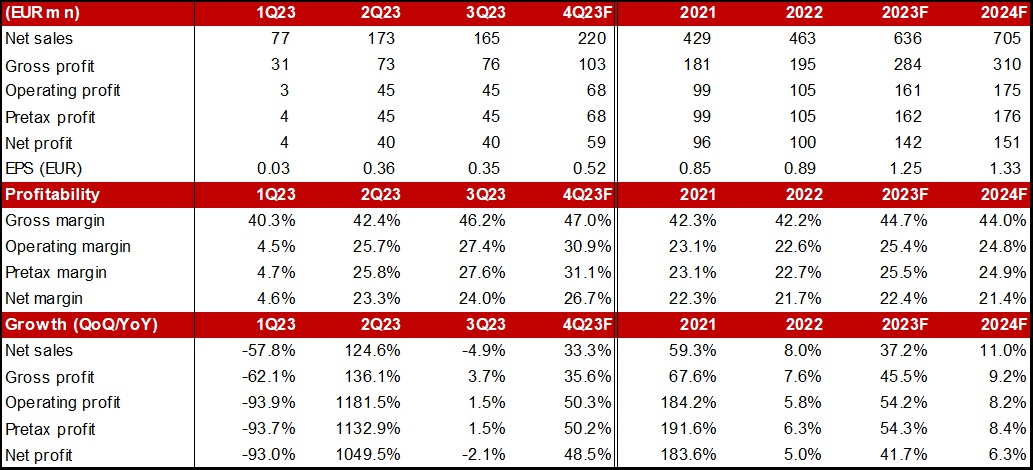 (EUR m n) 1Q23 2Q23 3Q23 4Q23F 2021 2022 2023F 2024F
Net sales 77 173 165 220 429 463 636 705
Gross profit 31 73 76 103 181 195 284 310
Operating profit 3 45 45 68 99 105 161 175
Pretax profit 4 45 45 68 99 105 162 176
Net profit 4 40 40 59 96 100 142 151
EPS (EUR) 0.03 0.36 0.35 0.52 0.85 0.89 1.25 1.33
Profitability 1Q23 2Q23 3Q23 4Q23F 2021 2022 2023F 2024F
Gross margin 40.3% 42.4% 46.2% 47.0% 42.3% 42.2% 44.7% 44.0%
Operating margin 4.5% 25.7% 27.4% 30.9% 23.1% 22.6% 25.4% 24.8%
Pretax margin 4.7% 25.8% 27.6% 31.1% 23.1% 22.7% 25.5% 24.9%
Net margin 4.6% 23.3% 24.0% 26.7% 22.3% 21.7% 22.4% 21.4%
Growth (QoQ/YoY) 1Q23 2Q23 3Q23 4Q23F 2021 2022 2023F 2024F
Net sales -57.8% 124.6% -4.9% 33.3% 59.3% 8.0% 37.2% 11.0%
Gross profit -62.1% 136.1% 3.7% 35.6% 67.6% 7.6% 45.5% 9.2%
Operating profit -93.9% 1181.5% 1.5% 50.3% 184.2% 5.8% 54.2% 8.2%
Pretax profit -93.7% 1132.9% 1.5% 50.2% 191.6% 6.3% 54.3% 8.4%
Net profit -93.0% 1049.5% -2.1% 48.5% 183.6% 5.0% 41.7% 6.3%